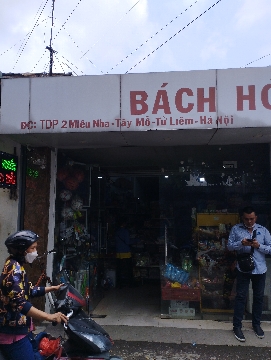 BÁCH HO
ĐC: TDP 2 Miêu Nha - Tây Mỗ - Từ Liêm - Hà Nội